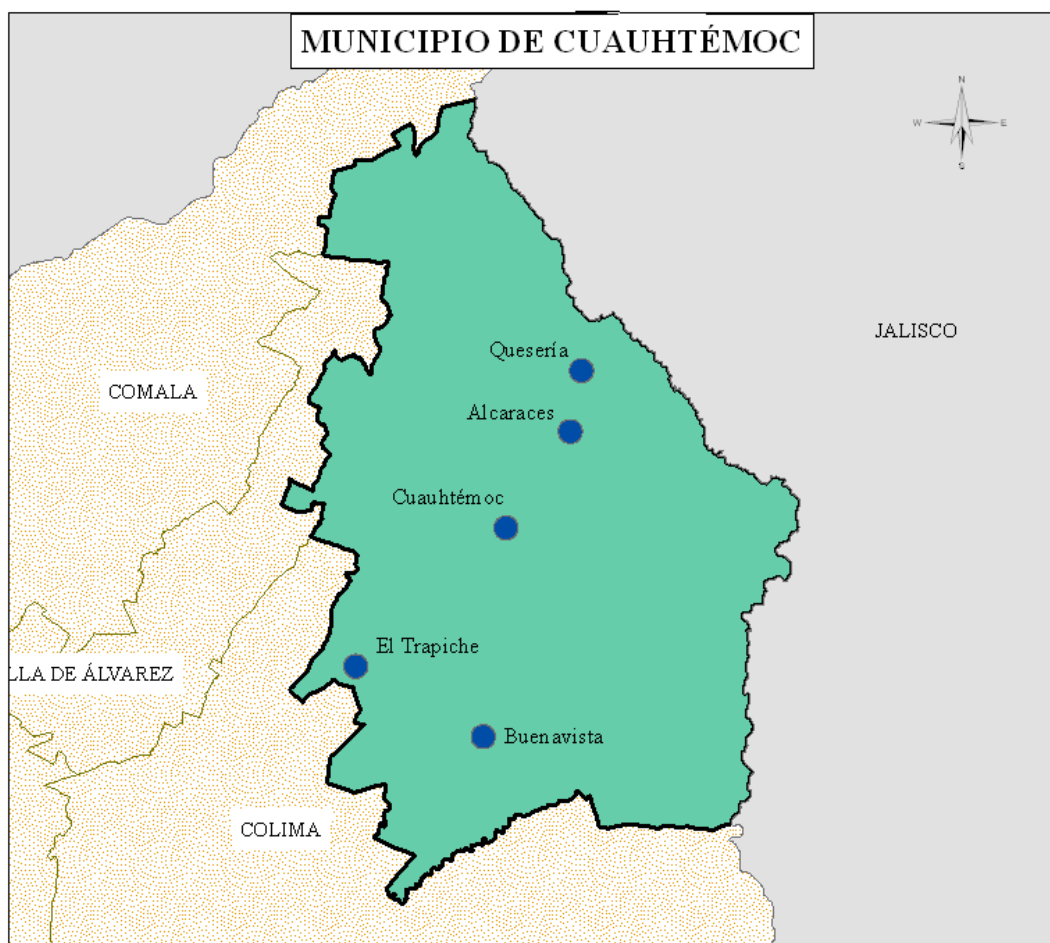 MUNICIPIO DE CUAUHTÉMOC
N
W E
S
JALISCO
Quesería
COMALA
Alcaraces
Cuauhtémoc
El Trapiche
LLA DE ÁLVAREZ
Buenavista
COLIMA